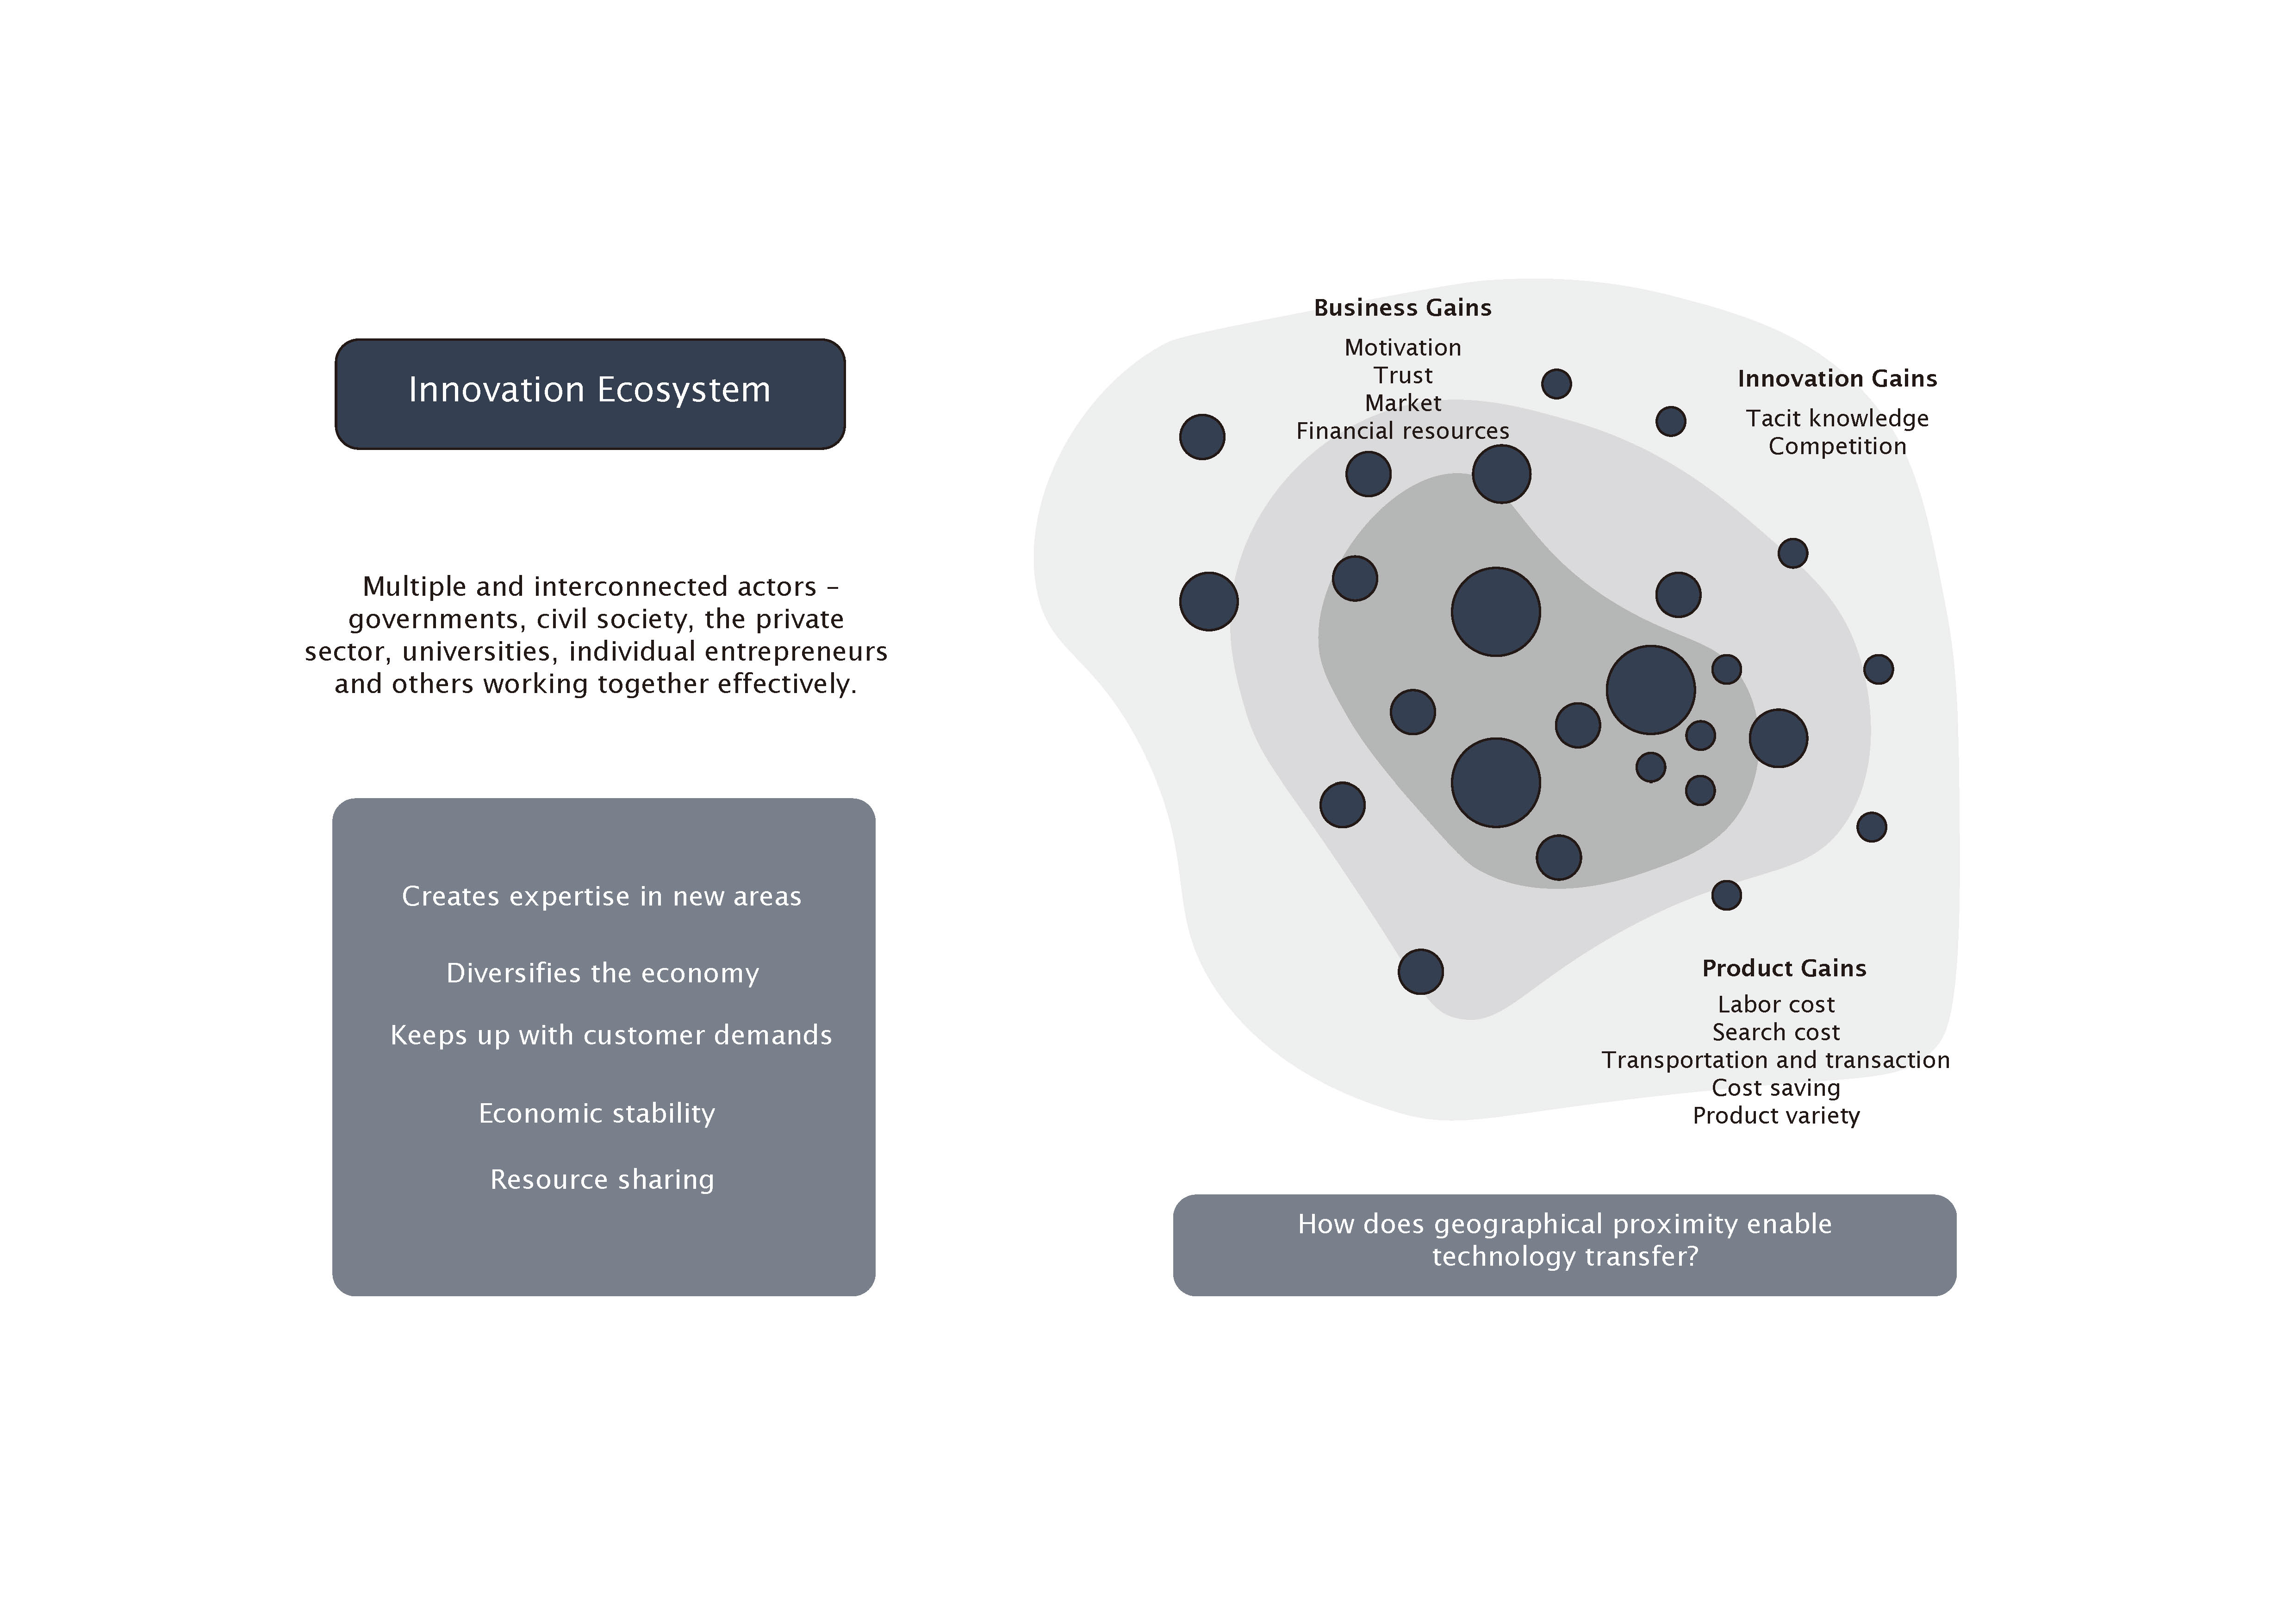 Innovation Ecosystem
Multiple and interconnected actors –
governments, civil society, the private
sector, universities, individual entrepreneurs
and others working together effectively.
Creates expertise in new areas
Diversifies the economy
Keeps up with customer demands
Economic stability
Resource sharing
Business Gains
Motivation
Trust
Market
Financial resources
Innovation Gains
Tacit knowledge
Competition
Product Gains
Labor cost
Search cost
Transportation and transaction
Cost saving
Product variety
How does geographical proximity enable
technology transfer?